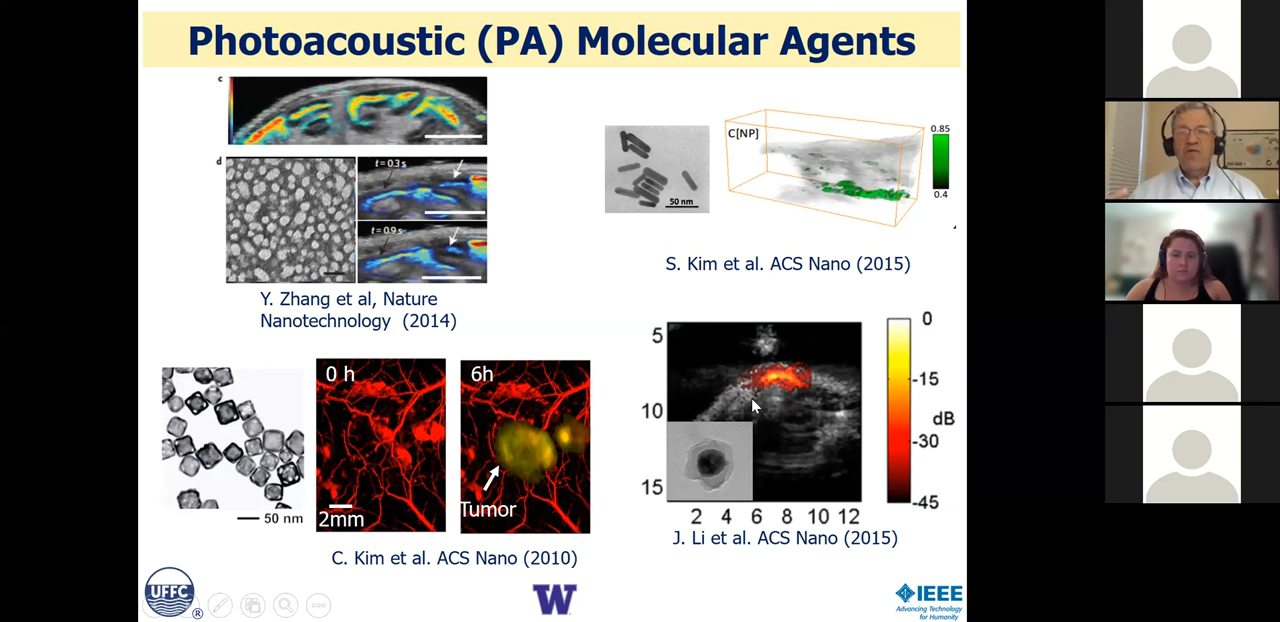 Photoacoustic (PA) Molecular Agents
c
d
t = 0.3 s
t = 0.9 s
Y. Zhang et al, Nature
Nanotechnology (2014)
50 nm
C[NP]
0.85
0.4
S. Kim et al. ACS Nano (2015)
50 nm
0 h
2mm
6h
Tumor
C. Kim et al. ACS Nano (2010)
5
10
15
2 4 6 8 10 12
0
-15
dB
-30
-45
J. Li et al. ACS Nano (2015)
UFFC
®
W
IEEE
Advancing Technology
for Humanity